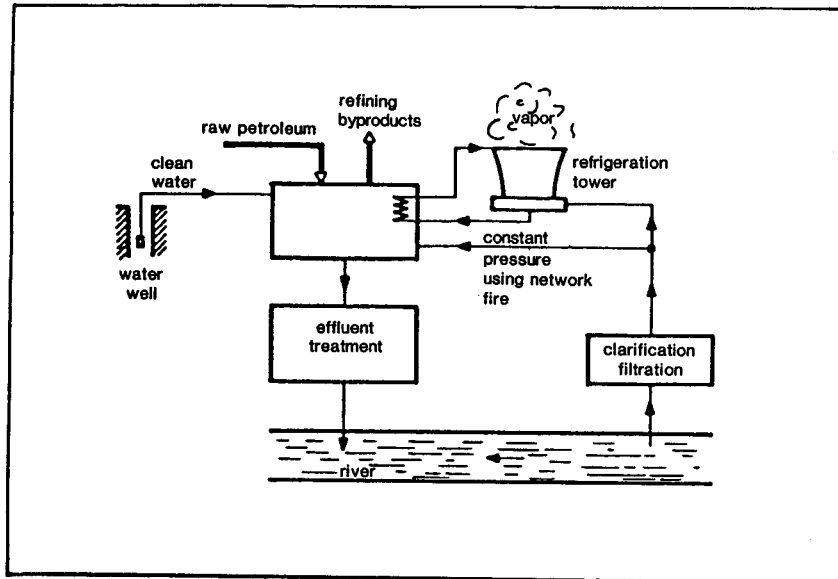 refining
byproducts
raw petroleum
vapor
clean
water
refrigeration
tower
water
well
constant
pressure
using network
fire
effluent
treatment
clarification
filtration
river